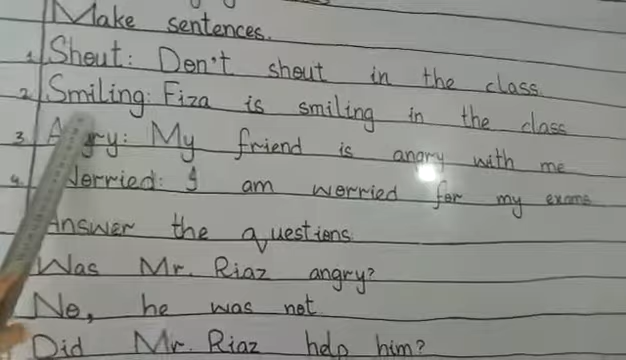 Make sentences.
1. Shout: Don't shout in the class.
2. Smiling: Fiza is smiling in the class
3. Angry: My friend is angry with me
4. Worried: I am worried for my exams
Answer the questions.
Was Mr. Riaz angry?
No, he was not.
Did Mr. Riaz help him?